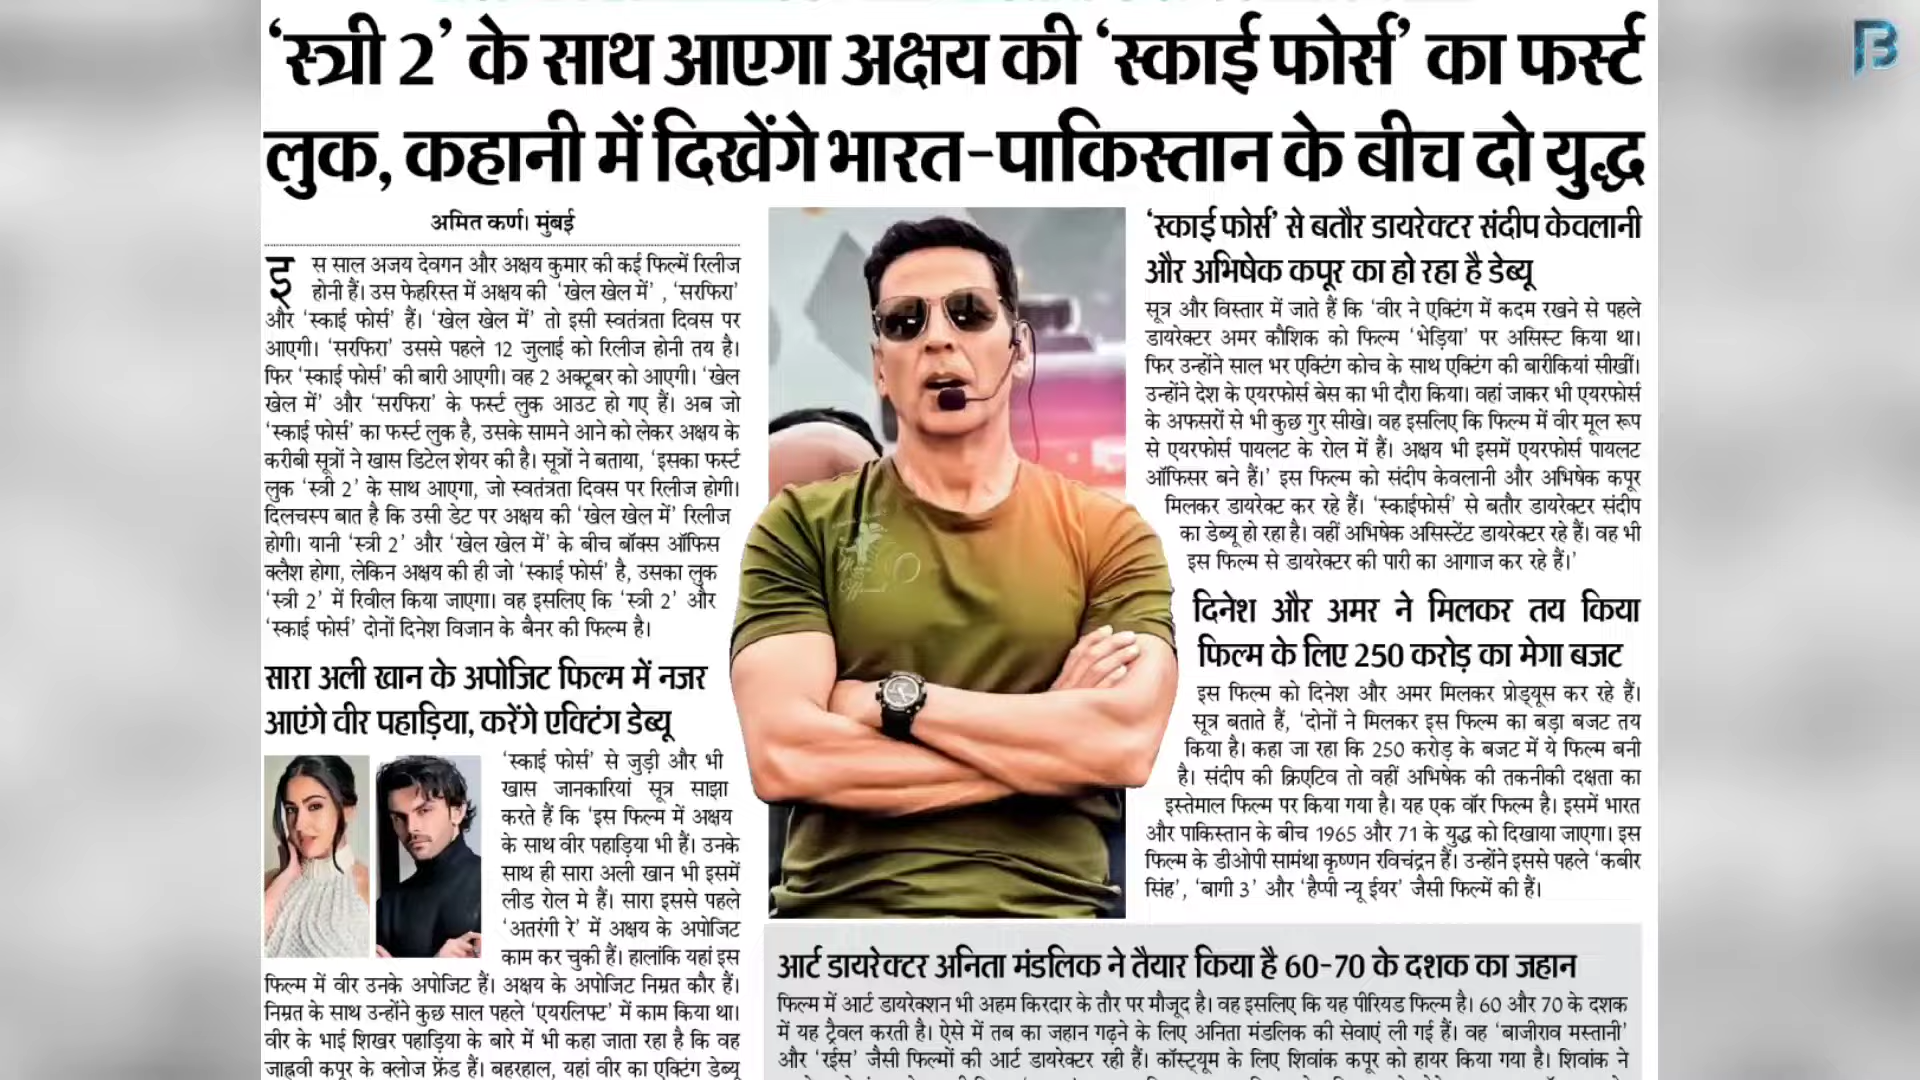 ‘स्त्री 2’ के साथ आएगा अक्षय की ‘स्काई फोर्स’ का फर्स्ट
लुक, कहानी में दिखेंगे भारत-पाकिस्तान के बीच दो युद्ध
अमित कर्ण। मुंबई
इस साल अजय देवगन और अक्षय कुमार की कई फिल्में रिलीज
होनी हैं। उस फेहरिस्त में अक्षय की ‘खेल खेल में’ , ‘सरफिरा’
और ‘स्काई फोर्स’ हैं। ‘खेल खेल में’ तो इसी स्वतंत्रता दिवस पर
आएगी। ‘सरफिरा’ उससे पहले 12 जुलाई को रिलीज होनी तय है।
फिर ‘स्काई फोर्स’ की बारी आएगी। वह 2 अक्टूबर को आएगी। ‘खेल
खेल में’ और ‘सरफिरा’ के फर्स्ट लुक आउट हो गए हैं। अब जो
‘स्काई फोर्स’ का फर्स्ट लुक है, उसके सामने आने को लेकर अक्षय के
करीबी सूत्रों ने खास डिटेल शेयर की है। सूत्रों ने बताया, ‘इसका फर्स्ट
लुक ‘स्त्री 2’ के साथ आएगा, जो स्वतंत्रता दिवस पर रिलीज होगी।
दिलचस्प बात है कि उसी डेट पर अक्षय की ‘खेल खेल में’ रिलीज
होगी। यानी ‘स्त्री 2’ और ‘खेल खेल में’ के बीच बॉक्स ऑफिस
क्लैश होगा, लेकिन अक्षय की ही जो ‘स्काई फोर्स’ है, उसका लुक
‘स्त्री 2’ में रिवील किया जाएगा। वह इसलिए कि ‘स्त्री 2’ और
‘स्काई फोर्स’ दोनों दिनेश विजान के बैनर की फिल्म है।
सारा अली खान के अपोजिट फिल्म में नजर
आएंगे वीर पहाड़िया, करेंगे एक्टिंग डेब्यू
‘स्काई फोर्स’ से जुड़ी और भी
खास जानकारियां सूत्र साझा
करते हैं कि ‘इस फिल्म में अक्षय
के साथ वीर पहाड़िया भी हैं। उनके
साथ ही सारा अली खान भी इसमें
लीड रोल मे हैं। सारा इससे पहले
‘अतरंगी रे’ में अक्षय के अपोजिट
काम कर चुकी हैं। हालांकि यहां इस
फिल्म में वीर उनके अपोजिट हैं। अक्षय के अपोजिट निम्रत कौर हैं।
निम्रत के साथ उन्होंने कुछ साल पहले ‘एयरलिफ्ट’ में काम किया था।
वीर के भाई शिखर पहाड़िया के बारे में भी कहा जाता रहा है कि वह
जाह्नवी कपूर के क्लोज फ्रेंड हैं। बहरहाल, यहां वीर का एक्टिंग डेब्यू
‘स्काई फोर्स’ से बतौर डायरेक्टर संदीप केवलानी
और अभिषेक कपूर का हो रहा है डेब्यू
सूत्र और विस्तार में जाते हैं कि ‘वीर ने एक्टिंग में कदम रखने से पहले
डायरेक्टर अमर कौशिक को फिल्म ‘भेड़िया’ पर असिस्ट किया था।
फिर उन्होंने साल भर एक्टिंग कोच के साथ एक्टिंग की बारीकियां सीखीं।
उन्होंने देश के एयरफोर्स बेस का भी दौरा किया। वहां जाकर भी एयरफोर्स
के अफसरों से भी कुछ गुर सीखे। वह इसलिए कि फिल्म में वीर मूल रूप
से एयरफोर्स पायलट के रोल में हैं। अक्षय भी इसमें एयरफोर्स पायलट
ऑफिसर बने हैं।’ इस फिल्म को संदीप केवलानी और अभिषेक कपूर
मिलकर डायरेक्ट कर रहे हैं। ‘स्काईफोर्स’ से बतौर डायरेक्टर संदीप
का डेब्यू हो रहा है। वहीं अभिषेक असिस्टेंट डायरेक्टर रहे हैं। वह भी
इस फिल्म से डायरेक्टर की पारी का आगाज कर रहे हैं।’
दिनेश और अमर ने मिलकर तय किया
फिल्म के लिए 250 करोड़ का मेगा बजट
इस फिल्म को दिनेश और अमर मिलकर प्रोड्यूस कर रहे हैं।
सूत्र बताते हैं, ‘दोनों ने मिलकर इस फिल्म का बड़ा बजट तय
किया है। कहा जा रहा कि 250 करोड़ के बजट में ये फिल्म बनी
है। संदीप की क्रिएटिव तो वहीं अभिषेक की तकनीकी दक्षता का
इस्तेमाल फिल्म पर किया गया है। यह एक वॉर फिल्म है। इसमें भारत
और पाकिस्तान के बीच 1965 और 71 के युद्ध को दिखाया जाएगा। इस
फिल्म के डीओपी सामंथा कृष्णन रविचंद्रन हैं। उन्होंने इससे पहले ‘कबीर
सिंह’, ‘बागी 3’ और ‘हैप्पी न्यू ईयर’ जैसी फिल्में की हैं।
आर्ट डायरेक्टर अनिता मंडलिक ने तैयार किया है 60-70 के दशक का जहान
फिल्म में आर्ट डायरेक्शन भी अहम किरदार के तौर पर मौजूद है। वह इसलिए कि यह पीरियड फिल्म है। 60 और 70 के दशक
में यह ट्रैवल करती है। ऐसे में तब का जहान गढ़ने के लिए अनिता मंडलिक की सेवाएं ली गई हैं। वह ‘बाजीराव मस्तानी’
और ‘रईस’ जैसी फिल्मों की आर्ट डायरेक्टर रही हैं। कॉस्ट्यूम के लिए शिवांक कपूर को हायर किया गया है। शिवांक ने